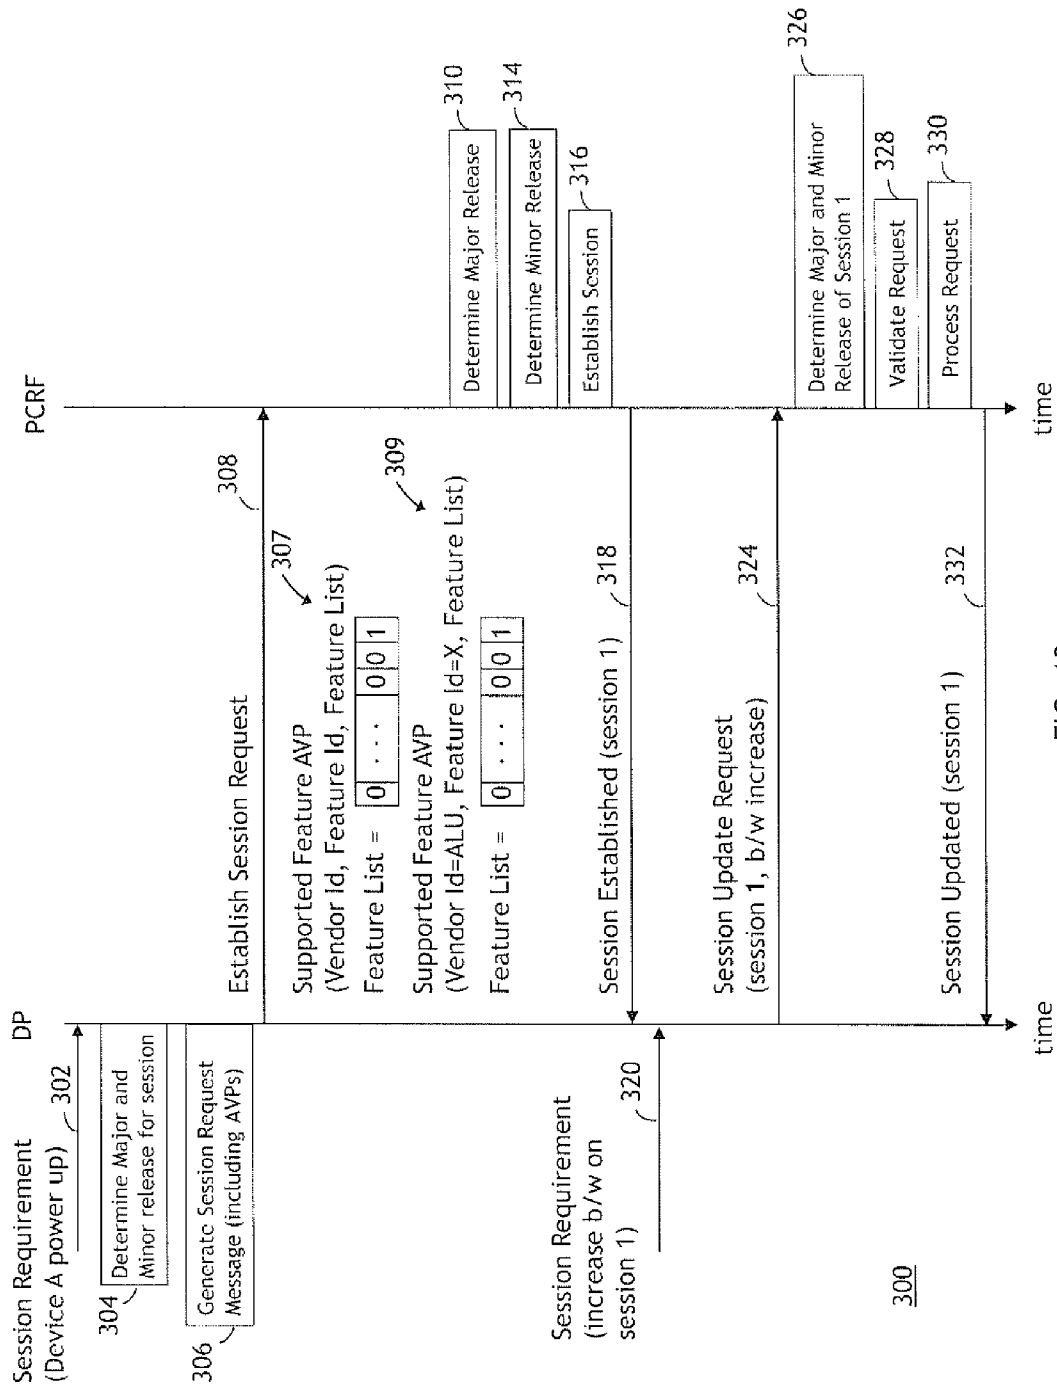 DP
PCRF
Session Requirement
(Device A power up)
302
304
Determine Major and
Minor release for session
306
Generate Session Request
Message (including AVPs)
Establish Session Request
308
307
Supported Feature AVP
(Vendor Id, Feature Id, Feature List)
Feature List = 0 ... 0 0 1
309
Supported Feature AVP
(Vendor Id=ALU, Feature Id=X, Feature List)
Feature List = 0 ... 0 0 1
Determine Major Release
310
Determine Minor Release
314
Establish Session
316
Session Established (session 1)
318
Session Requirement
(increase b/w on
session 1)
320
Session Update Request
(session 1, b/w increase)
324
Determine Major and Minor
Release of Session 1
326
Validate Request
328
Process Request
330
Session Updated (session 1)
332
time
time
300